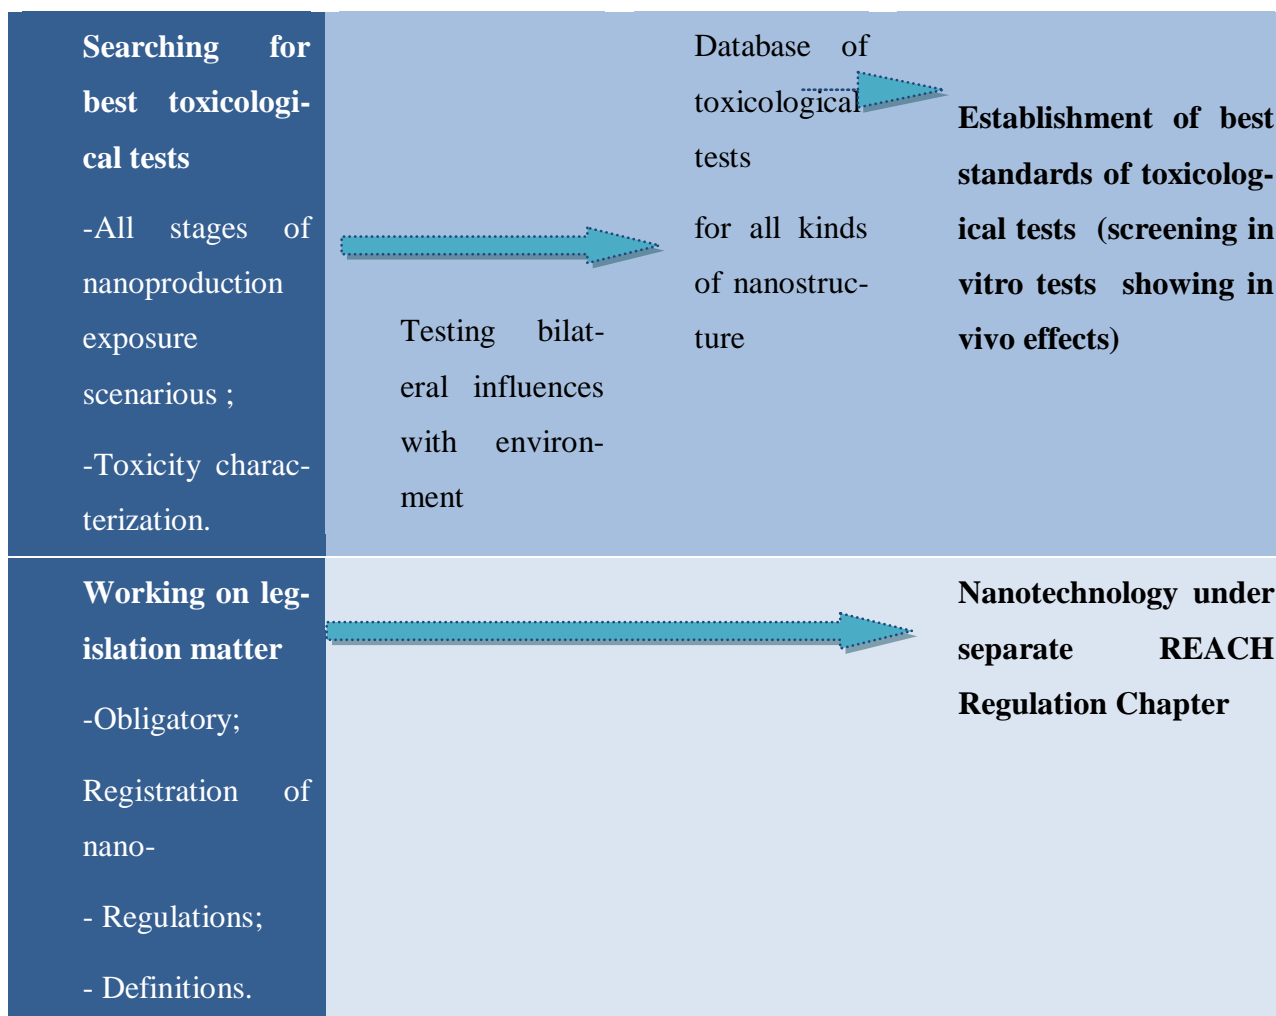 Searching for
best toxicologi-
cal tests
-All stages of
nanoproduction
exposure
scenarious ;
-Toxicity charac-
terization.
Testing bilat-
eral influences
with environ-
ment
Database of
toxicological
tests
for all kinds
of nanostruc-
ture
Establishment of best
standards of toxicolog-
ical tests (screening in
vitro tests showing in
vivo effects)
Working on leg-
islation matter
-Obligatory;
Registration of
nano-
- Regulations;
- Definitions.
Nanotechnology under
separate REACH
Regulation Chapter